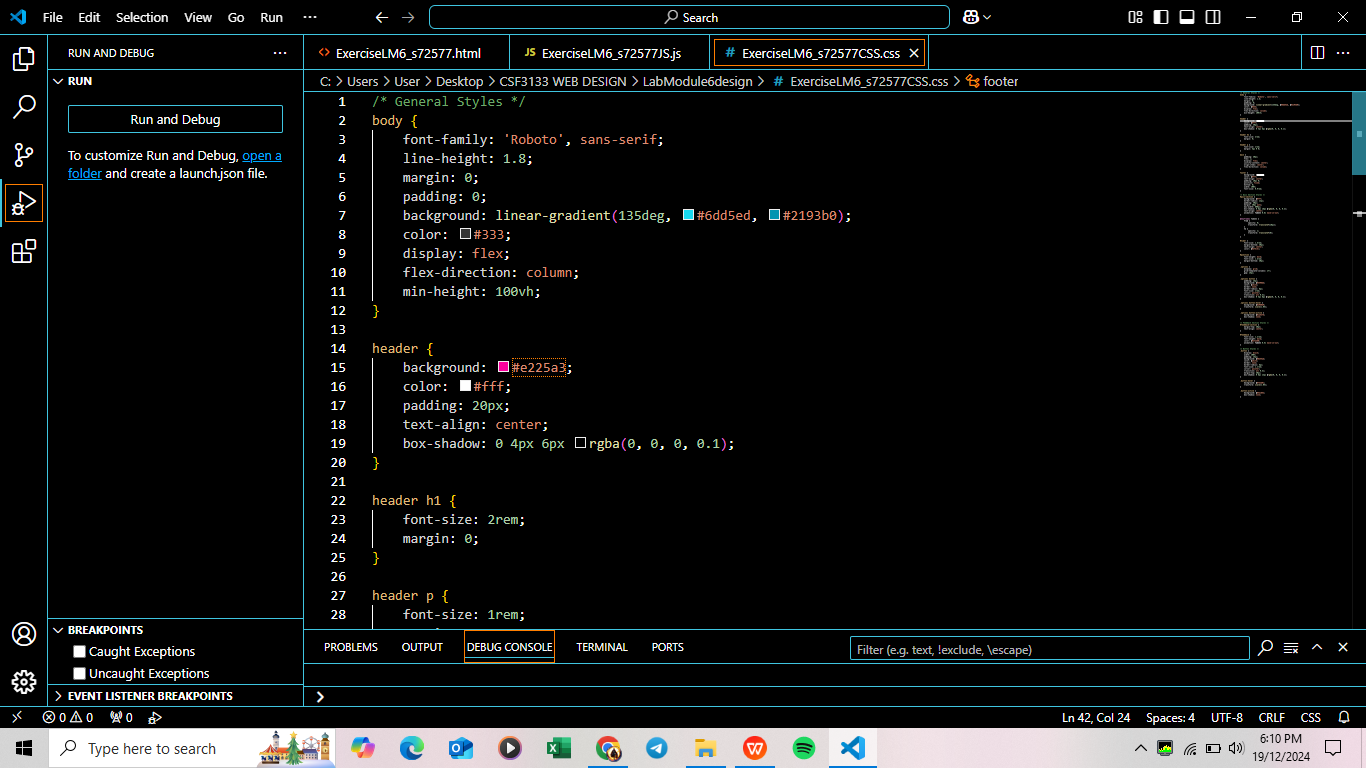 File Edit Selection View Go Run ··· Search
RUN AND DEBUG ···
ExerciseLM6_s72577.html JS ExerciseLM6_s72577JS.js # ExerciseLM6_s72577CSS.css
RUN
C: > Users > User > Desktop > CSF3133 WEB DESIGN > LabModule6design > # ExerciseLM6_s72577CSS.css > footer
Run and Debug
To customize Run and Debug, open a
folder and create a launch.json file.
1 /* General Styles */
2 body {
3 font-family: 'Roboto', sans-serif;
4 line-height: 1.8;
5 margin: 0;
6 padding: 0;
7 background: linear-gradient(135deg, #6dd5ed, #2193b0);
8 color: #333;
9 display: flex;
10 flex-direction: column;
11 min-height: 100vh;
12 }
13
14 header {
15 background: #e225a3;
16 color: #fff;
17 padding: 20px;
18 text-align: center;
19 box-shadow: 0 4px 6px rgba(0, 0, 0, 0.1);
20 }
21
22 header h1 {
23 font-size: 2rem;
24 margin: 0;
25 }
26
27 header p {
28 font-size: 1rem;
BREAKPOINTS
Caught Exceptions
Uncaught Exceptions
EVENT LISTENER BREAKPOINTS
PROBLEMS OUTPUT DEBUG CONSOLE TERMINAL PORTS Filter (e.g. text, !exclude, \escape)
0 0 0 Ln 42, Col 24 Spaces: 4 UTF-8 CRLF CSS
Type here to search
6:10 PM
19/12/2024